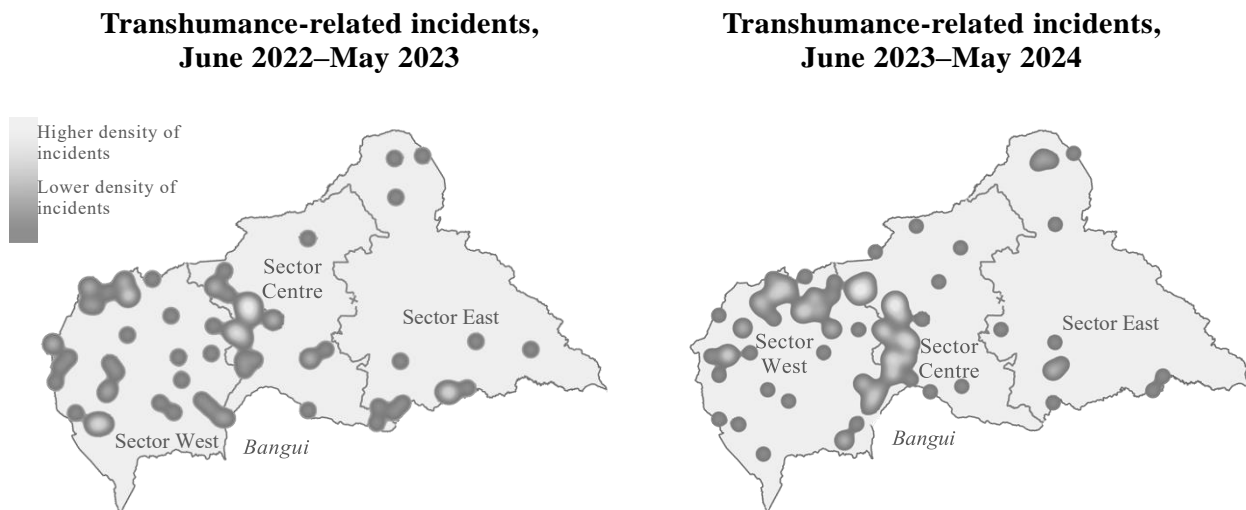 Transhumance-related incidents,
June 2022–May 2023
Higher density of
incidents
Lower density of
incidents
Sector
Centre
Sector East
Sector West
Bangui
Transhumance-related incidents,
June 2023–May 2024
Sector East
Sector
West
Sector
Centre
Bangui